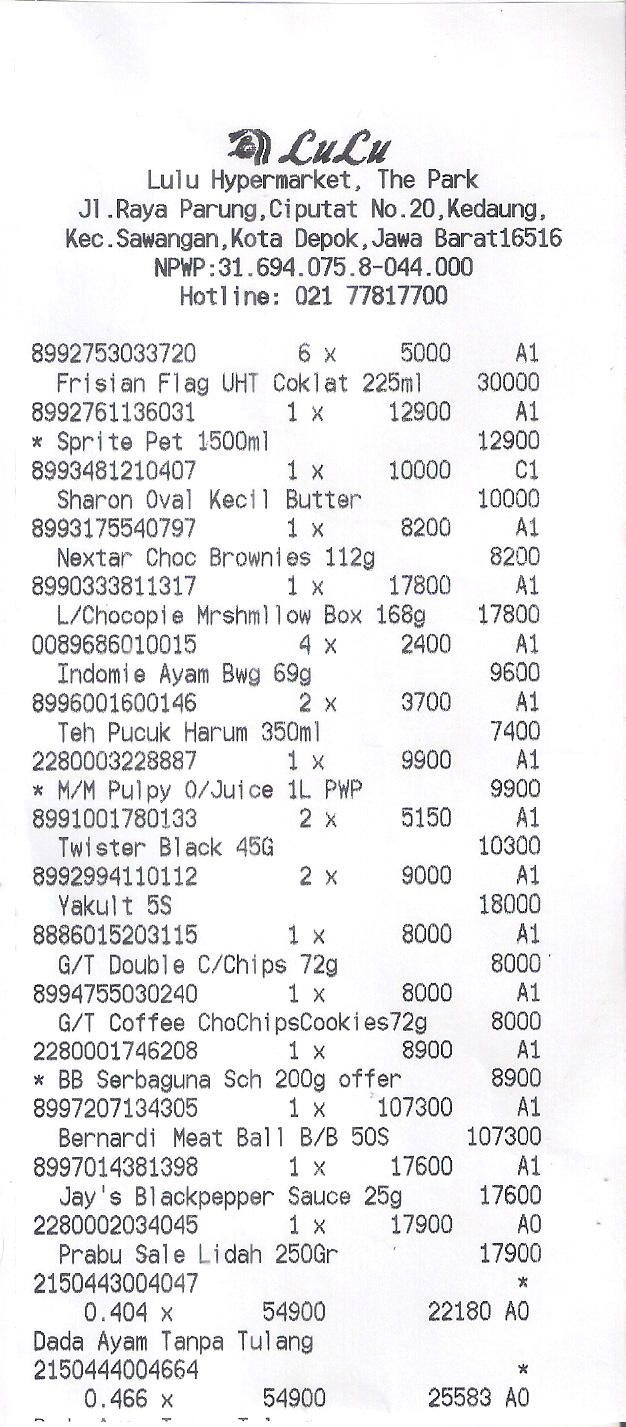 LuLu
Lulu Hypermarket, The Park
Jl.Raya Parung,Ciputat No.20,Kedaung,
Kec.Sawangan,Kota Depok,Jawa Barat16516
NPWP:31.694.075.8-044.000
Hotline: 021 77817700
8992753033720 6 x 5000 A1
Frisian Flag UHT Coklat 225ml 30000
8992761136031 1 x 12900 A1
* Sprite Pet 1500ml 12900
8993481210407 1 x 10000 C1
Sharon Oval Kecil Butter 10000
8993175540797 1 x 8200 A1
Nextar Choc Brownies 112g 8200
8990333811317 1 x 17800 A1
L/Chocopie Mrshmllow Box 168g 17800
0089686010015 4 x 2400 A1
Indomie Ayam Bwg 69g 9600
8996001600146 2 x 3700 A1
Teh Pucuk Harum 350ml 7400
2280003228887 1 x 9900 A1
* M/M Pulpy O/Juice 1L PWP 9900
8991001780133 2 x 5150 A1
Twister Black 45G 10300
8992994110112 2 x 9000 A1
Yakult 5S 18000
8886015203115 1 x 8000 A1
G/T Double C/Chips 72g 8000
8994755030240 1 x 8000 A1
G/T Coffee ChoChipsCookies72g 8000
2280001746208 1 x 8900 A1
* BB Serbaguna Sch 200g offer 8900
8997207134305 1 x 107300 A1
Bernardi Meat Ball B/B 50S 107300
8997014381398 1 x 17600 A1
Jay's Blackpepper Sauce 25g 17600
2280002034045 1 x 17900 A0
Prabu Sale Lidah 250Gr 17900
2150443004047 *
0.404 x 54900 22180 A0
Dada Ayam Tanpa Tulang
2150444004664 *
0.466 x 54900 25583 A0